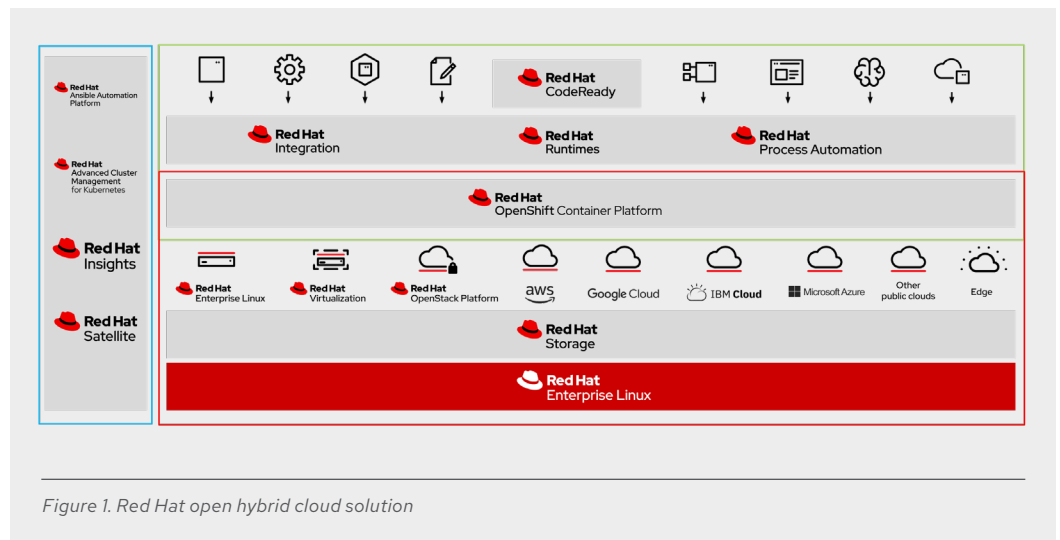 Red Hat
Ansible Automation
Platform
Red Hat
Advanced Cluster
Management
for Kubernetes
Red Hat
Insights
Red Hat
Satellite
Red Hat
CodeReady
Red Hat
Integration
Red Hat
Runtimes
Red Hat
Process Automation
Red Hat
OpenShift Container Platform
Red Hat
Enterprise Linux
Red Hat
Virtualization
Red Hat
OpenStack Platform
aws
Google Cloud
IBM Cloud
Microsoft Azure
Other
public clouds
Edge
Red Hat
Storage
Red Hat
Enterprise Linux
Figure 1. Red Hat open hybrid cloud solution